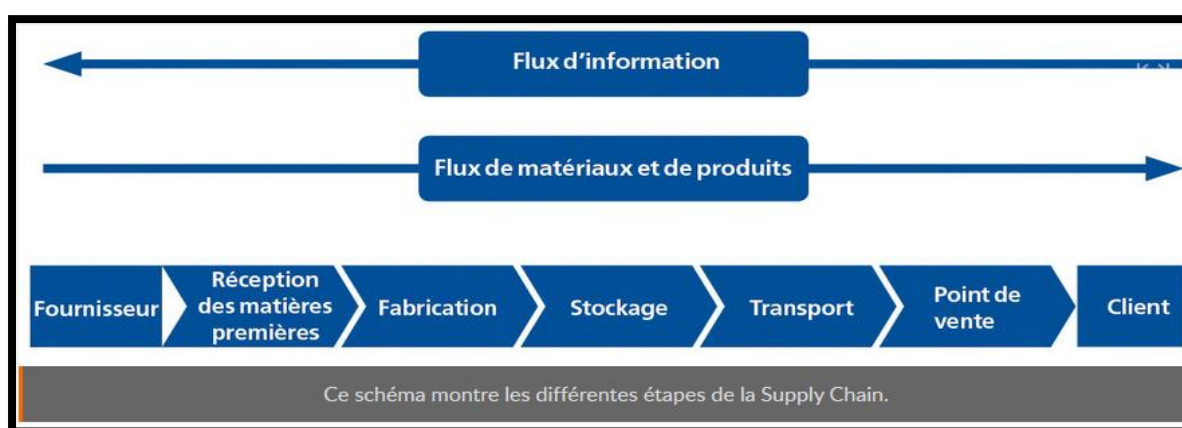 Flux d'information
Flux de matériaux et de produits
Fournisseur
Réception
des matières
premières
Fabrication
Stockage
Transport
Point de
vente
Client
Ce schéma montre les différentes étapes de la Supply Chain.